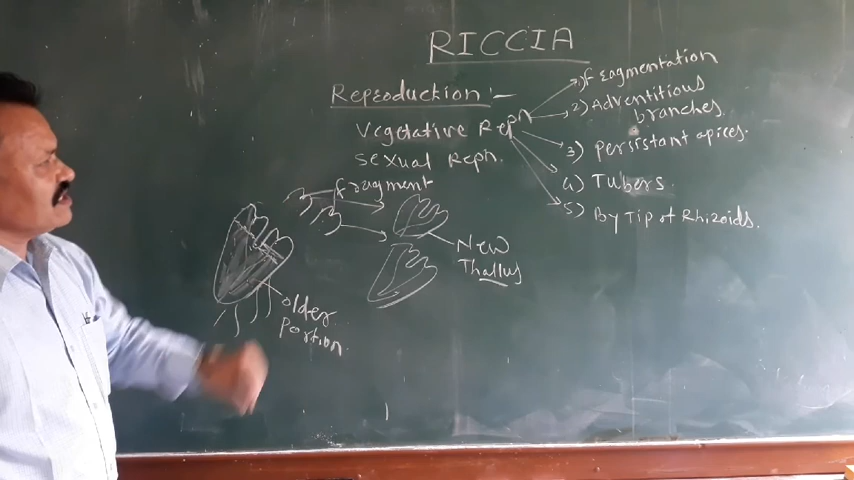 RICCIA
Reproduction :-
Vegetative Repn
Sexual Repn.
1) Fragmentation
2) Adventitious
branches.
3) Persistant apices.
4) Tubers.
5) By Tip of Rhizoids.
fragment
New
Thallus
older
portion.